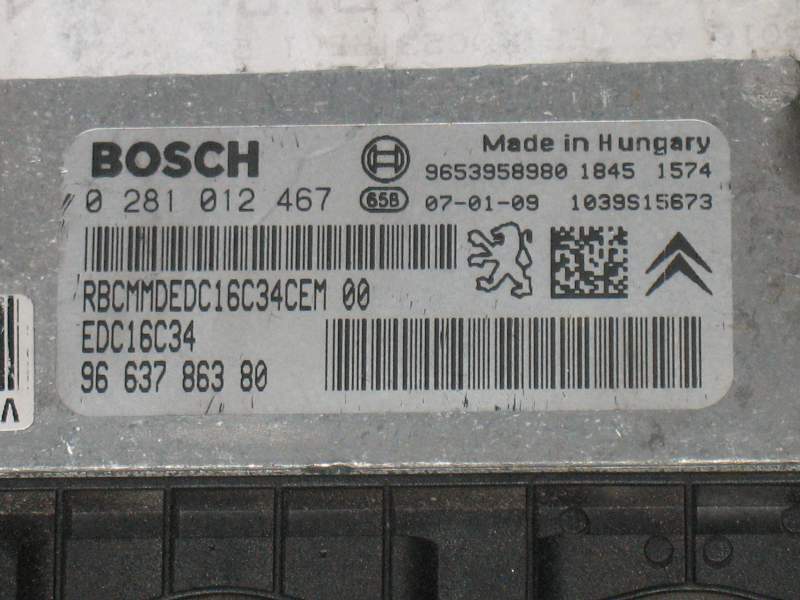 BOSCH
Made in Hungary
9653958980 1845 1574
0 281 012 467
658 07-01-09 1039S15673
RBCMMDEDC16C34CEM 00
EDC16C34
96 637 863 80